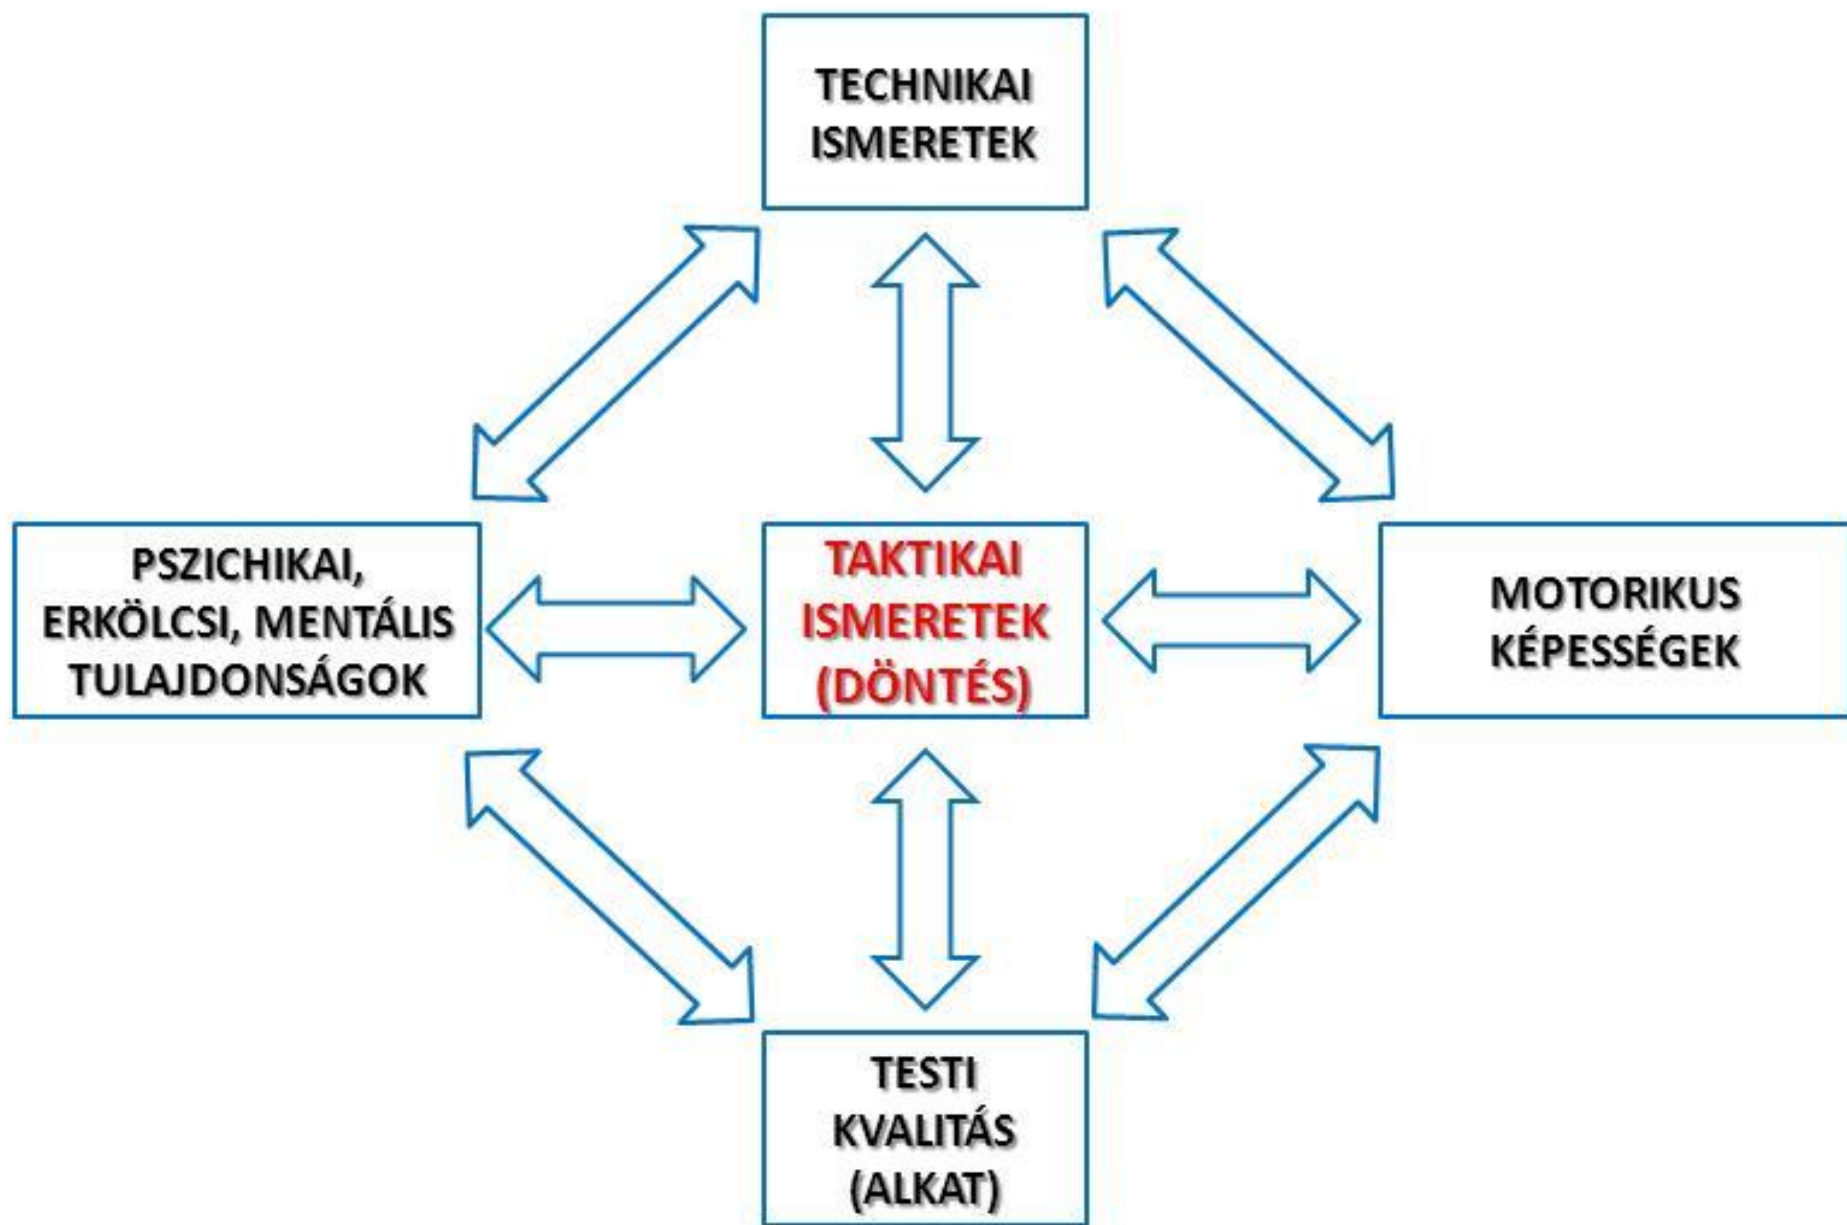 TECHNIKAI
ISMERETEK
PSZICHIKAI,
ERKÖLCSI, MENTÁLIS
TULAJDONSÁGOK
TAKTIKAI
ISMERETEK
(DÖNTÉS)
MOTORIKUS
KÉPESSÉGEK
TESTI
KVALITÁS
(ALKAT)